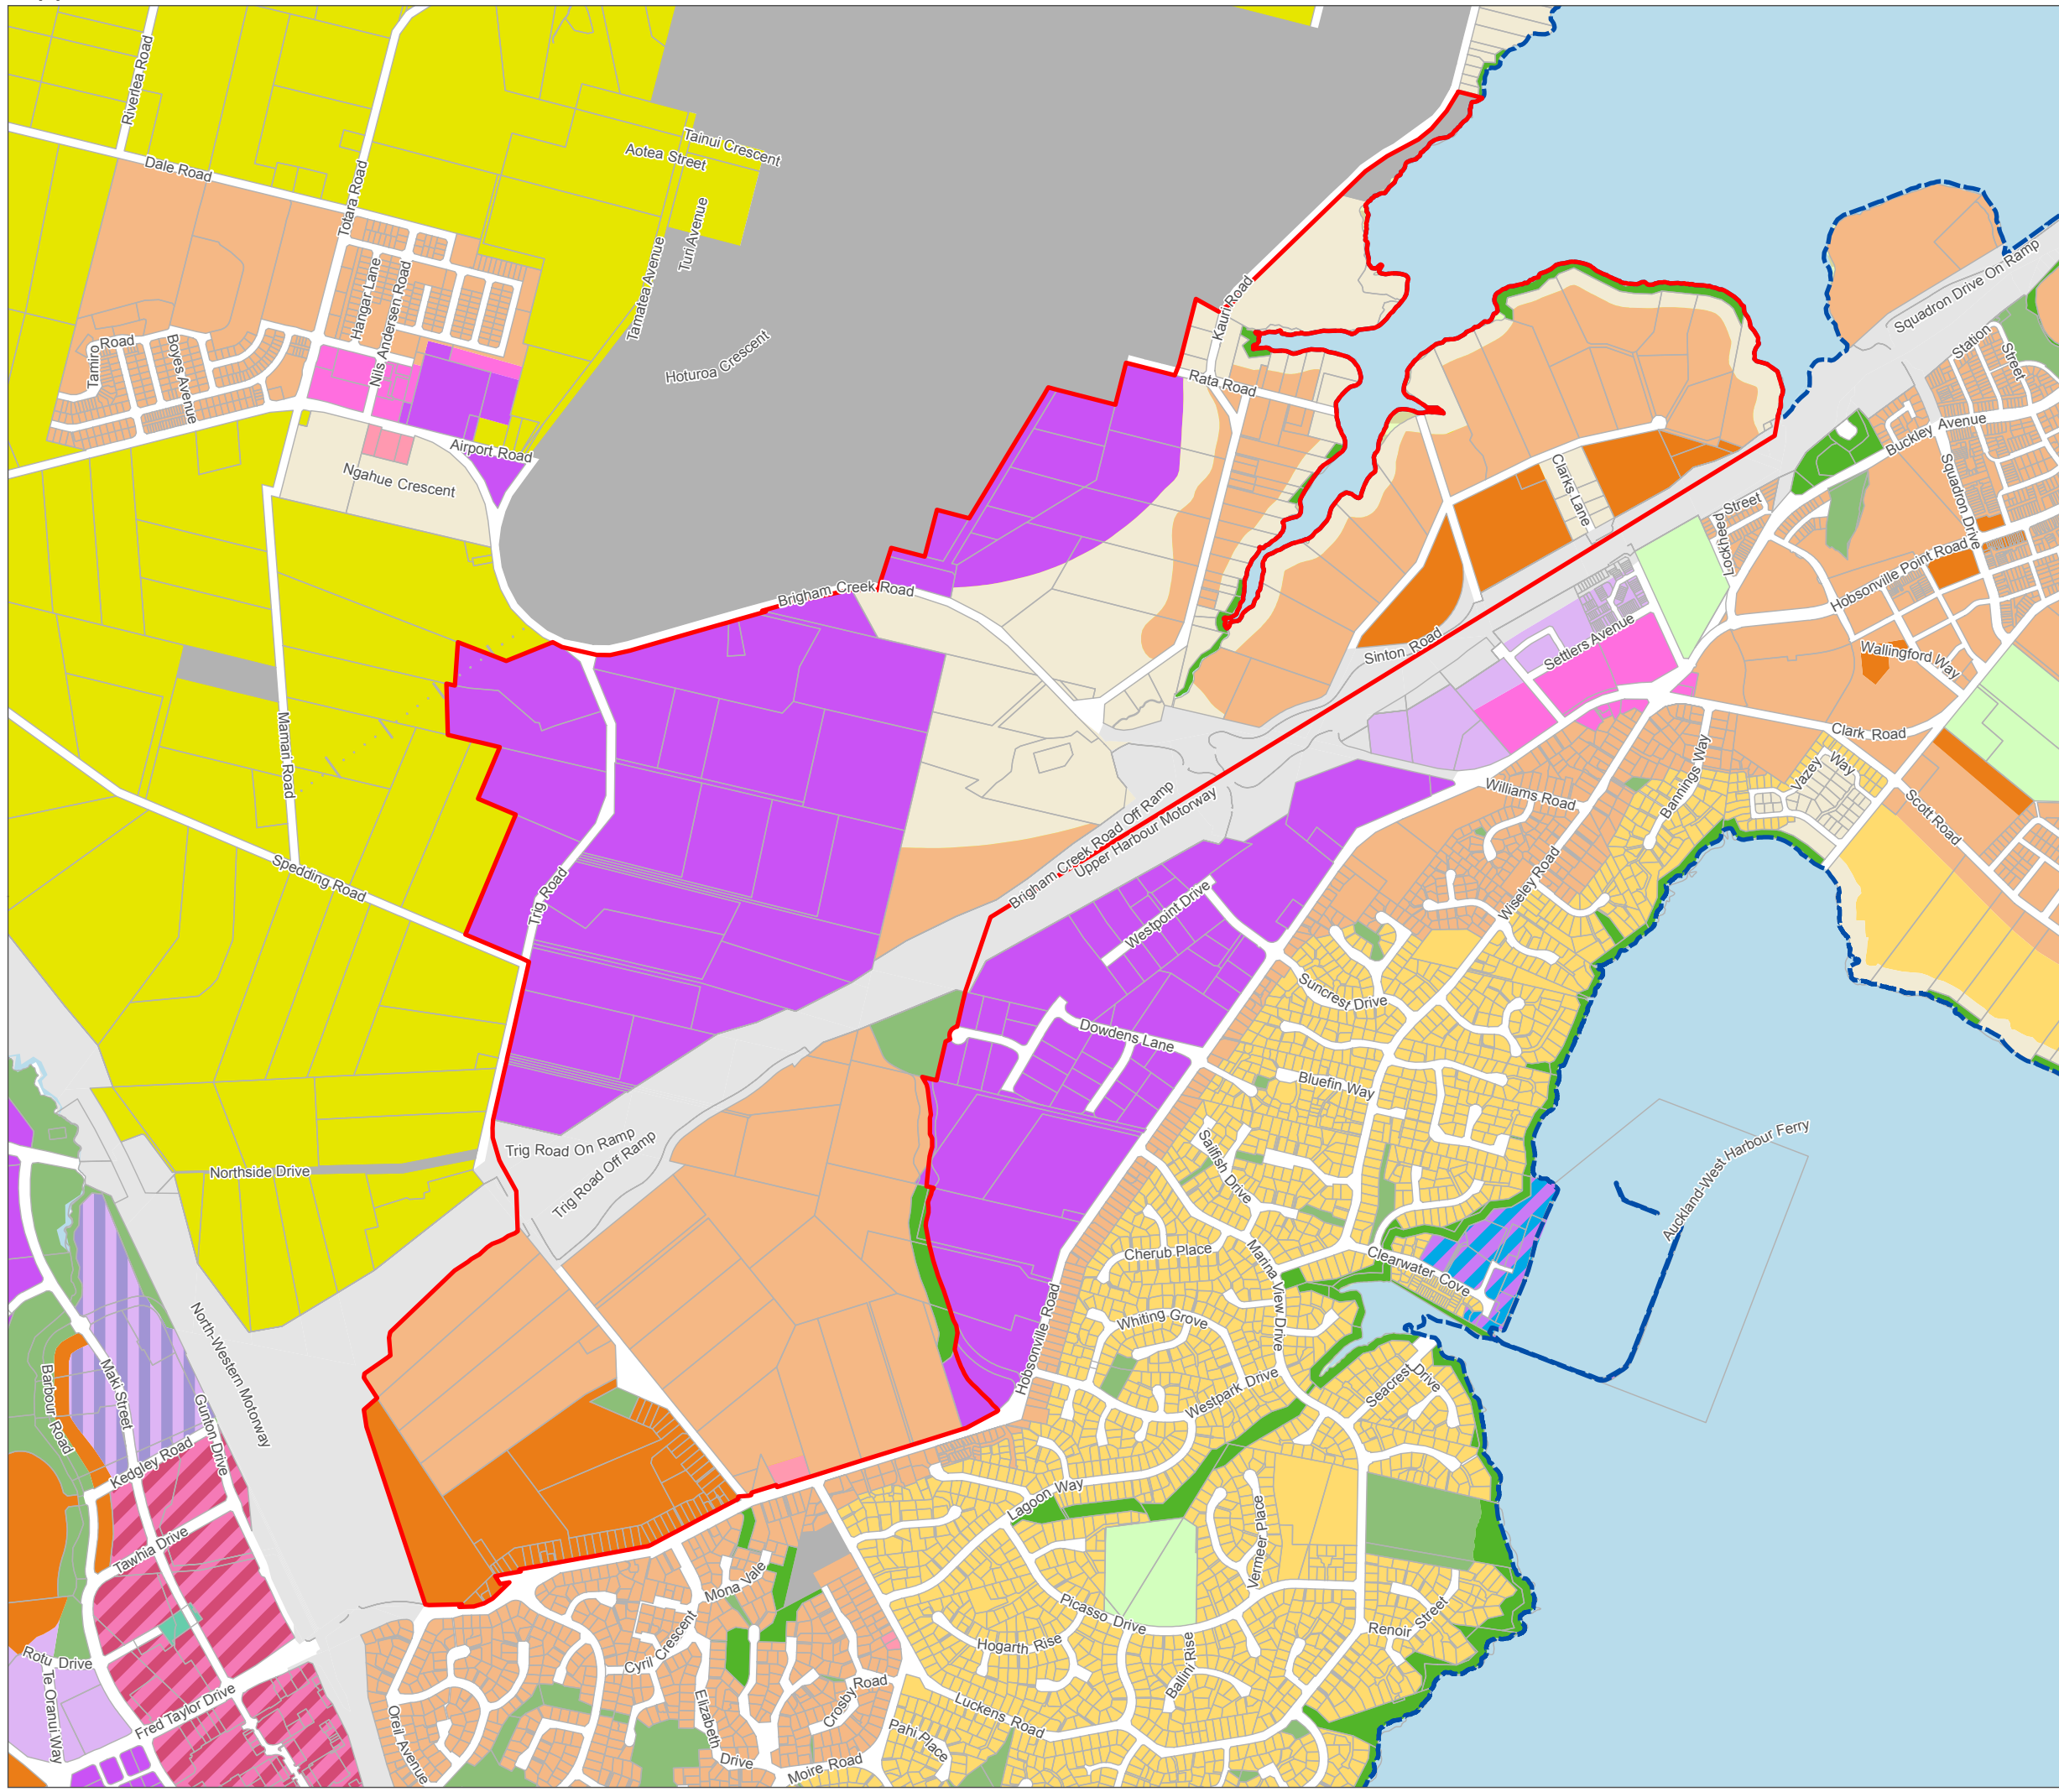 Riverlea Road
Dale Road
Totara Road
Tainui Crescent
Aotea Street
Turi Avenue
Tamatea Avenue
Hoturoa Crescent
Hangar Lane
Nils Andersen Road
Tamiro
Road
Boyes Avenue
Airport Road
Ngahue Crescent
Kauri Road
Rata Road
Squadron Drive On Ramp
Station
Street
Buckley Avenue
Squadron Drive
Clarks Lane
Street
Lockheed
Hobsonville Point Road
Brigham Creek Road
Sinton Road
Settlers Avenue
Wallingford Way
Clark Road
Mamari Road
Spedding Road
Trig Road
Brigham Creek Road Off Ramp
Upper Harbour Motorway
Williams Road
Bannings Way
Vazey
Way
Scott Road
Westpoint Drive
Wiseley Road
Suncrest Drive
Dowdens Lane
Bluefin Way
Sailfish Drive
Trig Road On Ramp
Trig Road Off Ramp
Northside Drive
Auckland-West Harbour Ferry
Cherub Place
Marina View Drive
Clearwater Cove
Whiting Grove
Hobsonville Road
Westpark Drive
Seacrest
Drive
North-Western Motorway
Maki Street
Barbour Road
Gunton Drive
Kedgley Road
Tawhia Drive
Lagoon Way
Vermeer Place
Mona Vale
Picasso Drive
Renoir Street
Hogarth Rise
Ballini Rise
Cyril Crescent
Rotu Drive
Te Oranui Way
Fred Taylor Drive
Oreil Avenue
Elizabeth
Drive
Crosby
Road
Luckens Road
Pahi Place
Moire Road